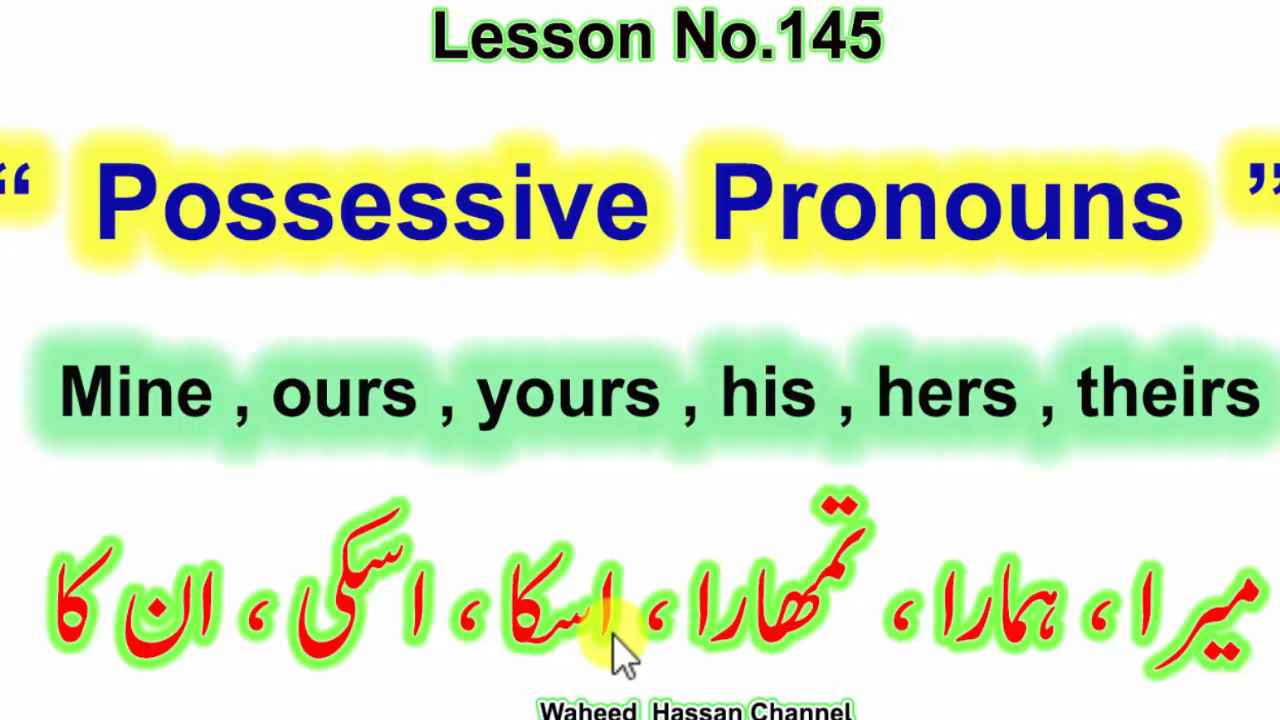 Lesson No.145
“ Possessive Pronouns ”
Mine , ours , yours , his , hers , theirs
میرا ، ہمارا ، تمھارا ، اسکا ، اسکی ، ان کا
Waheed Hassan Channel